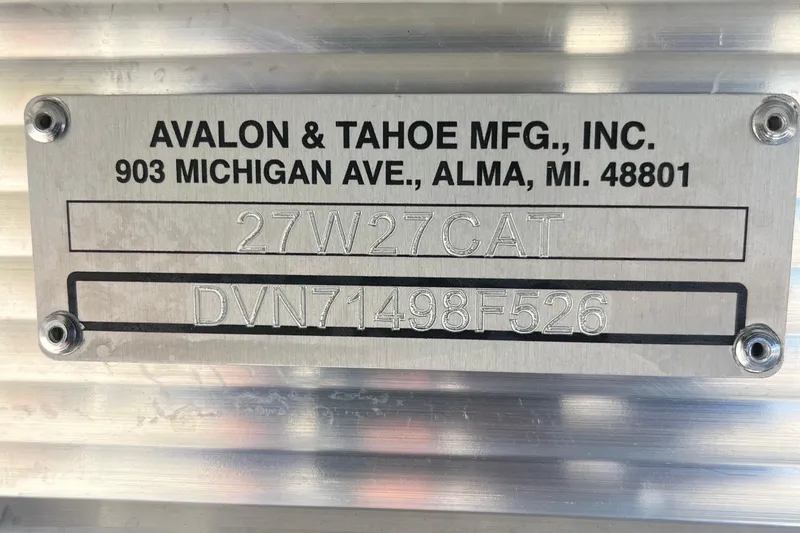 AVALON & TAHOE MFG., INC.
903 MICHIGAN AVE., ALMA, MI. 48801
27W27CAT
DVN71498F526